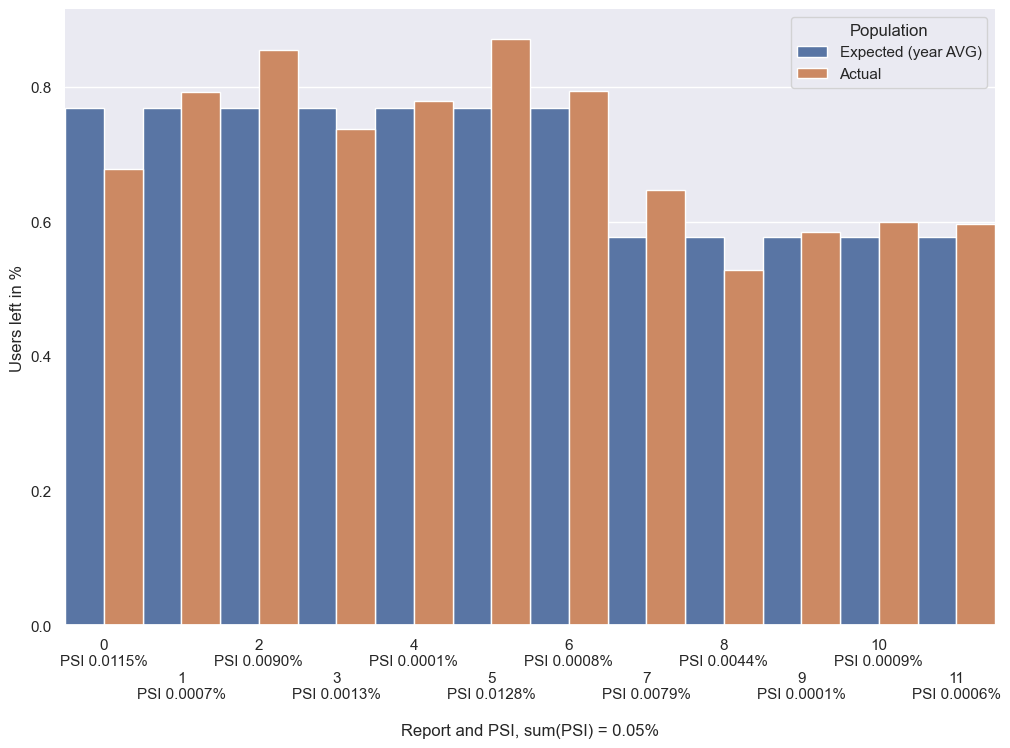 Population
Expected (year AVG)
Actual
Users left in %
0.8
0.6
0.4
0.2
0.0
0
PSI 0.0115%
2
PSI 0.0090%
4
PSI 0.0001%
6
PSI 0.0008%
8
PSI 0.0044%
10
PSI 0.0009%
1
PSI 0.0007%
3
PSI 0.0013%
5
PSI 0.0128%
7
PSI 0.0079%
9
PSI 0.0001%
11
PSI 0.0006%
Report and PSI, sum(PSI) = 0.05%